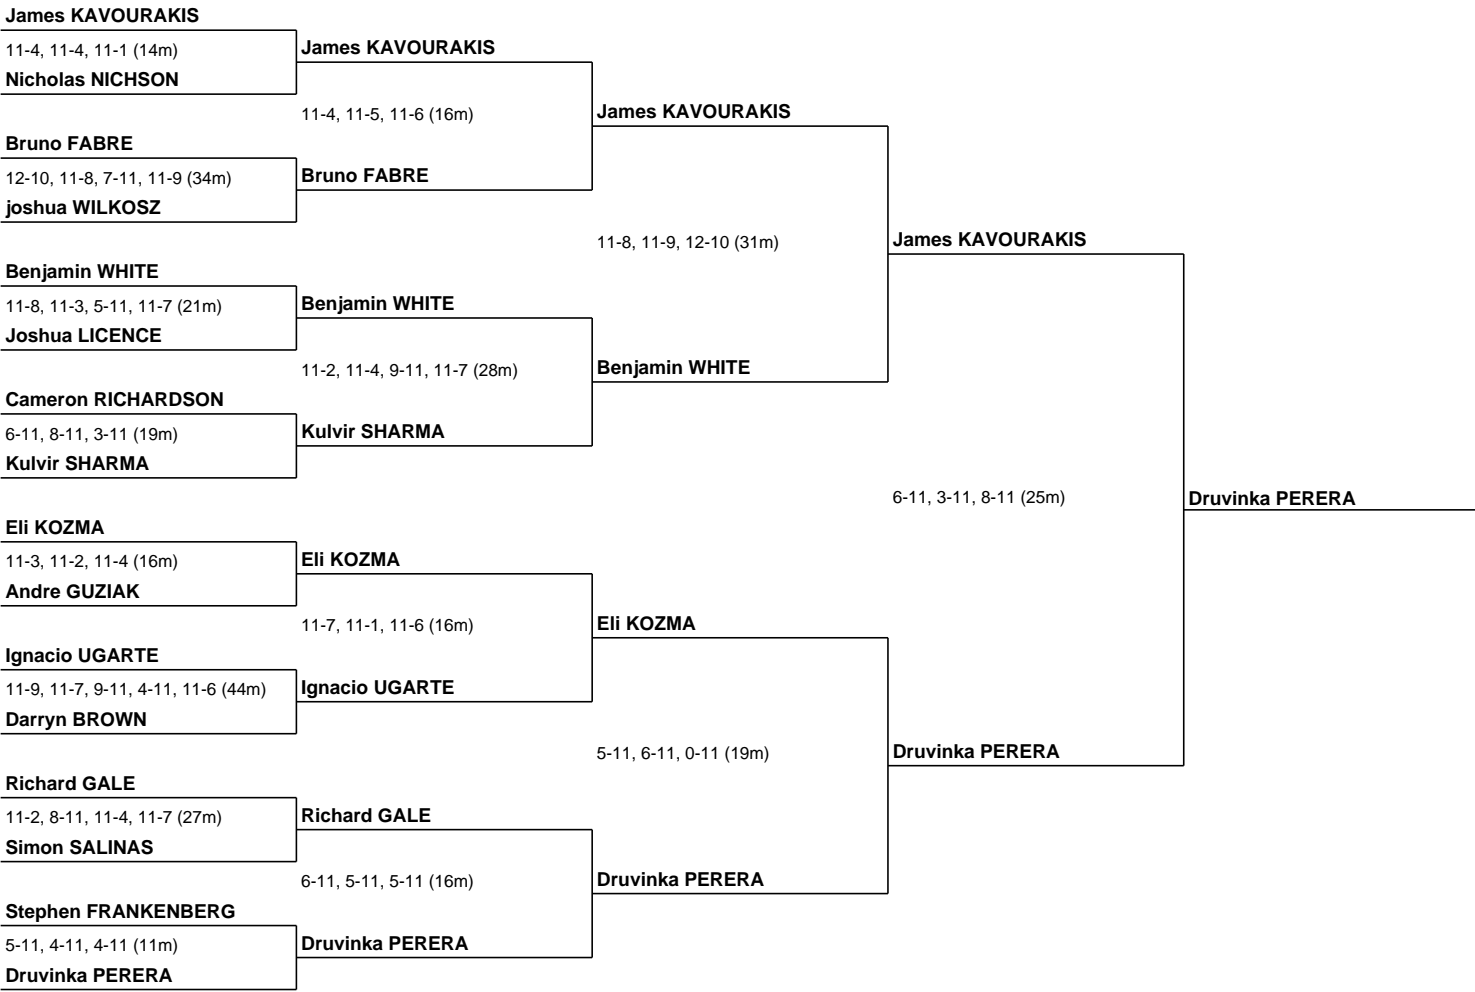 James KAVOURAKIS
11-4, 11-4, 11-1 (14m)
Nicholas NICHSON
Bruno FABRE
12-10, 11-8, 7-11, 11-9 (34m)
joshua WILKOSZ
Benjamin WHITE
11-8, 11-3, 5-11, 11-7 (21m)
Joshua LICENCE
Cameron RICHARDSON
6-11, 8-11, 3-11 (19m)
Kulvir SHARMA
Eli KOZMA
11-3, 11-2, 11-4 (16m)
Andre GUZIAK
Ignacio UGARTE
11-9, 11-7, 9-11, 4-11, 11-6 (44m)
Darryn BROWN
Richard GALE
11-2, 8-11, 11-4, 11-7 (27m)
Simon SALINAS
Stephen FRANKENBERG
5-11, 4-11, 4-11 (11m)
Druvinka PERERA
James KAVOURAKIS
11-4, 11-5, 11-6 (16m)
Bruno FABRE
Benjamin WHITE
11-2, 11-4, 9-11, 11-7 (28m)
Kulvir SHARMA
Eli KOZMA
11-7, 11-1, 11-6 (16m)
Ignacio UGARTE
Richard GALE
6-11, 5-11, 5-11 (16m)
Druvinka PERERA
James KAVOURAKIS
11-8, 11-9, 12-10 (31m)
Benjamin WHITE
Eli KOZMA
5-11, 6-11, 0-11 (19m)
Druvinka PERERA
James KAVOURAKIS
6-11, 3-11, 8-11 (25m)
Druvinka PERERA
Druvinka PERERA